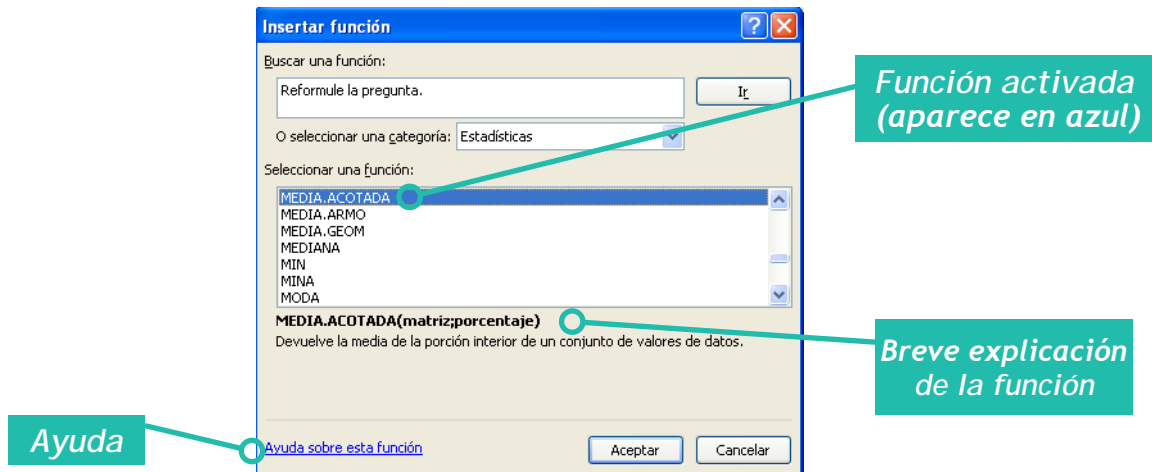 Insertar función
Buscar una función:
Reformule la pregunta.
Ir
O seleccionar una categoría: Estadísticas
Seleccionar una función:
MEDIA.ACOTADA
MEDIA.ARMO
MEDIA.GEOM
MEDIANA
MIN
MINA
MODA
MEDIA.ACOTADA(matriz;porcentaje)
Devuelve la media de la porción interior de un conjunto de valores de datos.
Ayuda sobre esta función
Aceptar
Cancelar
Función activada
(aparece en azul)
Breve explicación
de la función
Ayuda